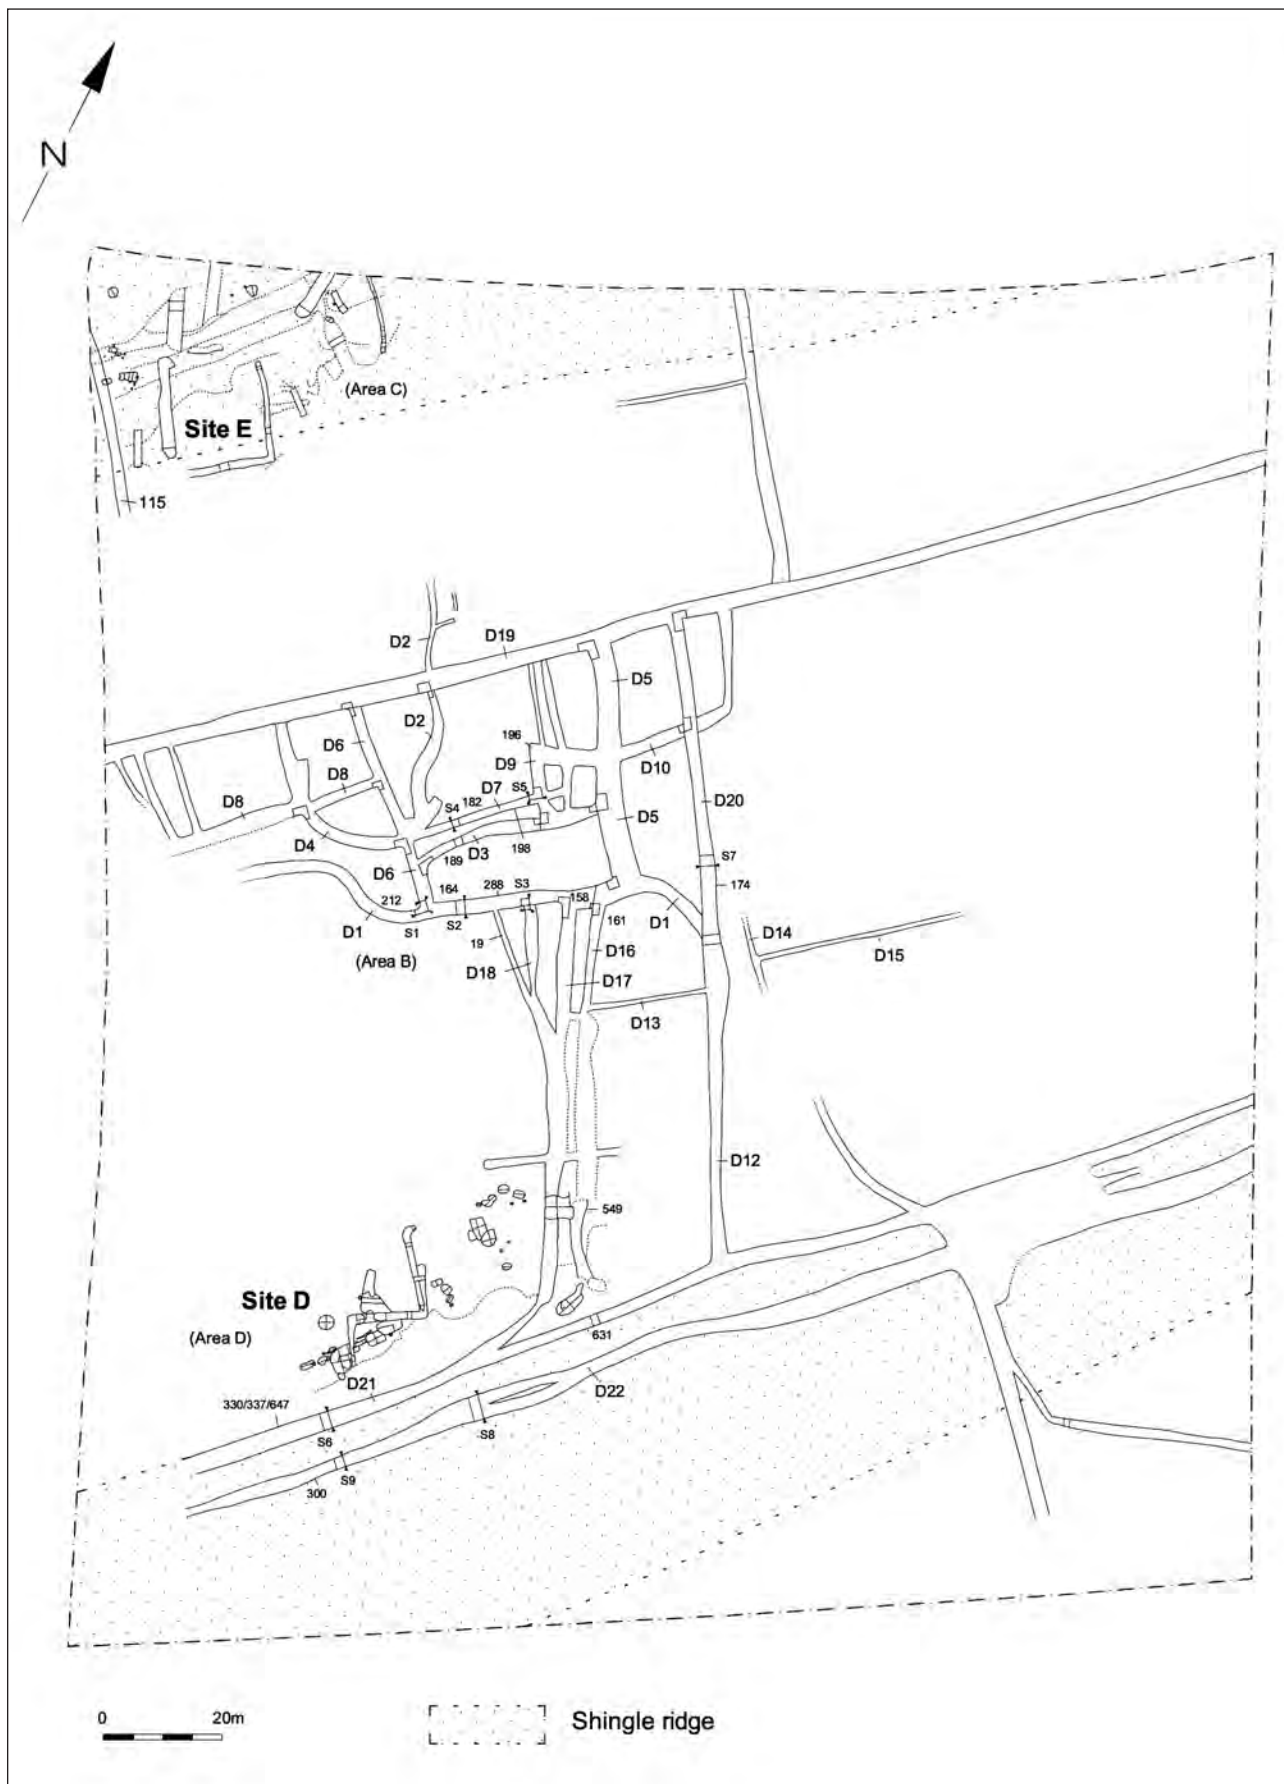 N
(Area C)
Site E
115
D2
D19
D5
D2
D6
196
D9
D10
D8
D7
S5
182
S4
D8
D20
D5
D4
D3
198
189
S7
D6
174
164
288
S3
212
158
161
D1
S1
S2
D1
19
D14
(Area B)
D16
D15
D18
D17
D13
D12
549
Site D
(Area D)
631
D21
D22
330/337/647
S6
S8
S9
300
0 20m
Shingle ridge